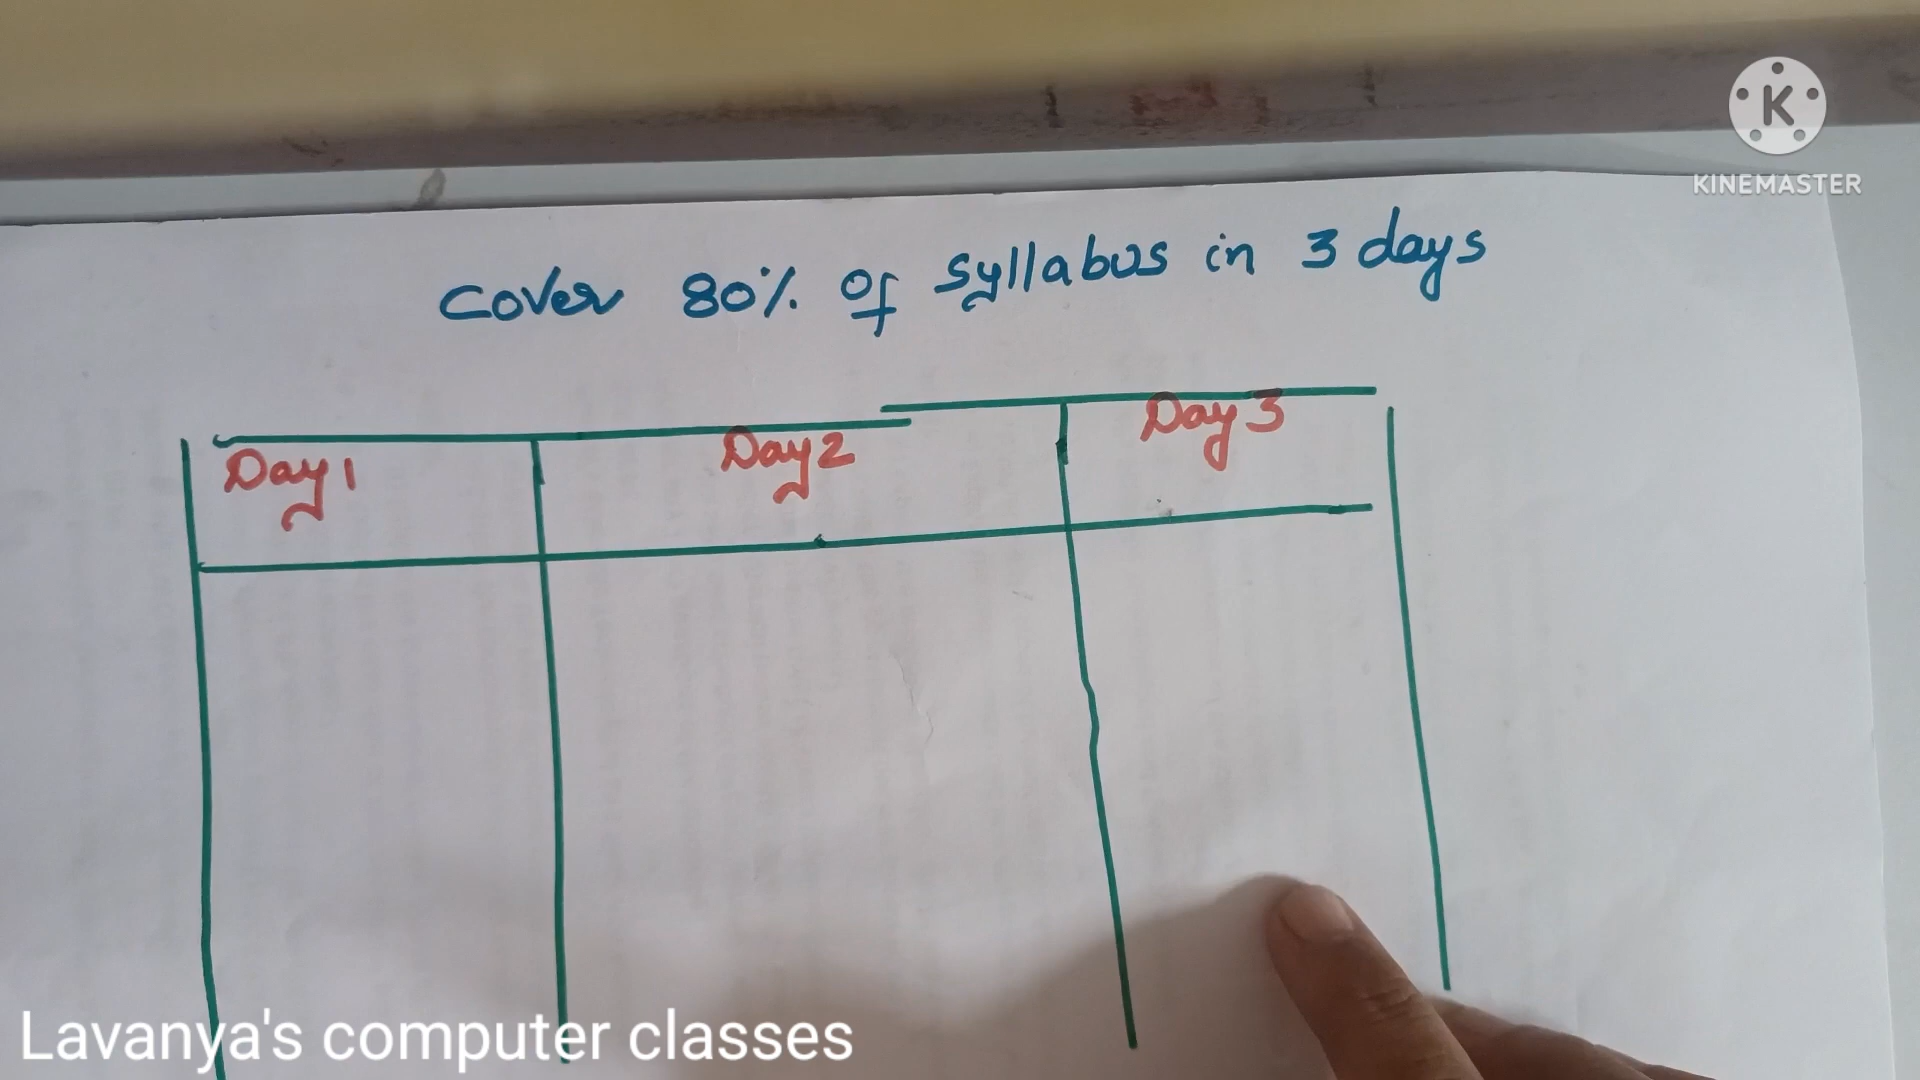 KINEMASTER
Cover 80% of syllabus in 3 days
Day 1 Day 2 Day 3
Lavanya's computer classes